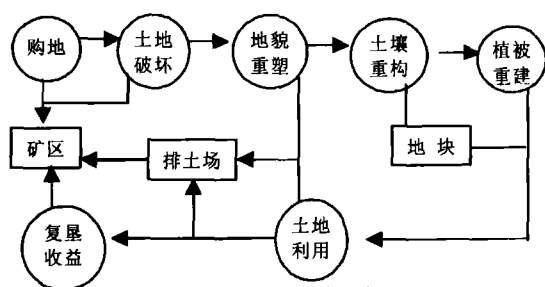 购地
土地
破坏
地貌
重塑
土壤
重构
植被
重建
矿区
排土场
地块
复垦
收益
土地
利用